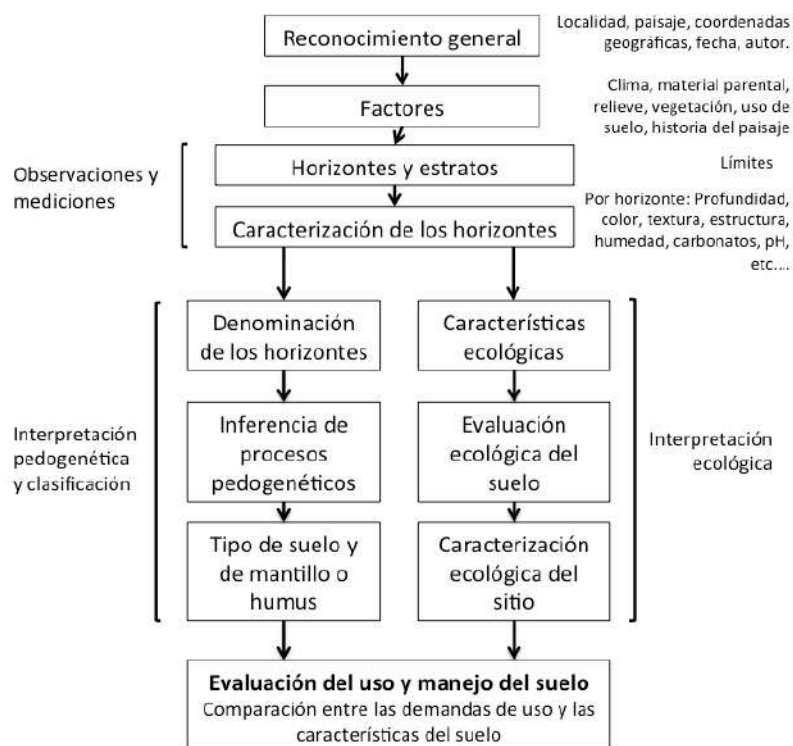 Reconocimiento general
Localidad, paisaje, coordenadas
geográficas, fecha, autor.
Factores
Clima, material parental,
relieve, vegetación, uso
de suelo, historia del paisaje
Observaciones y
mediciones
Horizontes y estratos
Límites
Caracterización de los horizontes
Por horizonte: Profundidad,
color, textura, estructura,
humedad, carbonatos, pH,
etc....
Interpretación
pedogenética
y clasificación
Denominación
de los horizontes
Inferencia de
procesos
pedogenéticos
Tipo de suelo y
de mantillo o
humus
Características
ecológicas
Evaluación
ecológica del
suelo
Caracterización
ecológica del
sitio
Interpretación
ecológica
Evaluación del uso y manejo del suelo
Comparación entre las demandas de uso y las
características del suelo